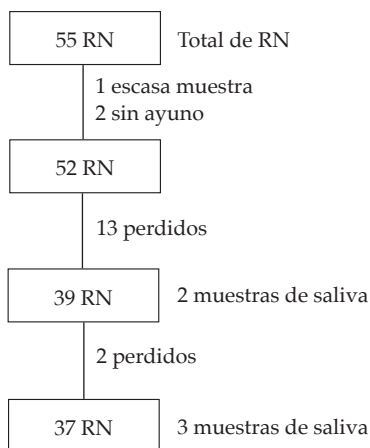 55 RN Total de RN
1 escasa muestra
2 sin ayuno
52 RN
13 perdidos
39 RN 2 muestras de saliva
2 perdidos
37 RN 3 muestras de saliva